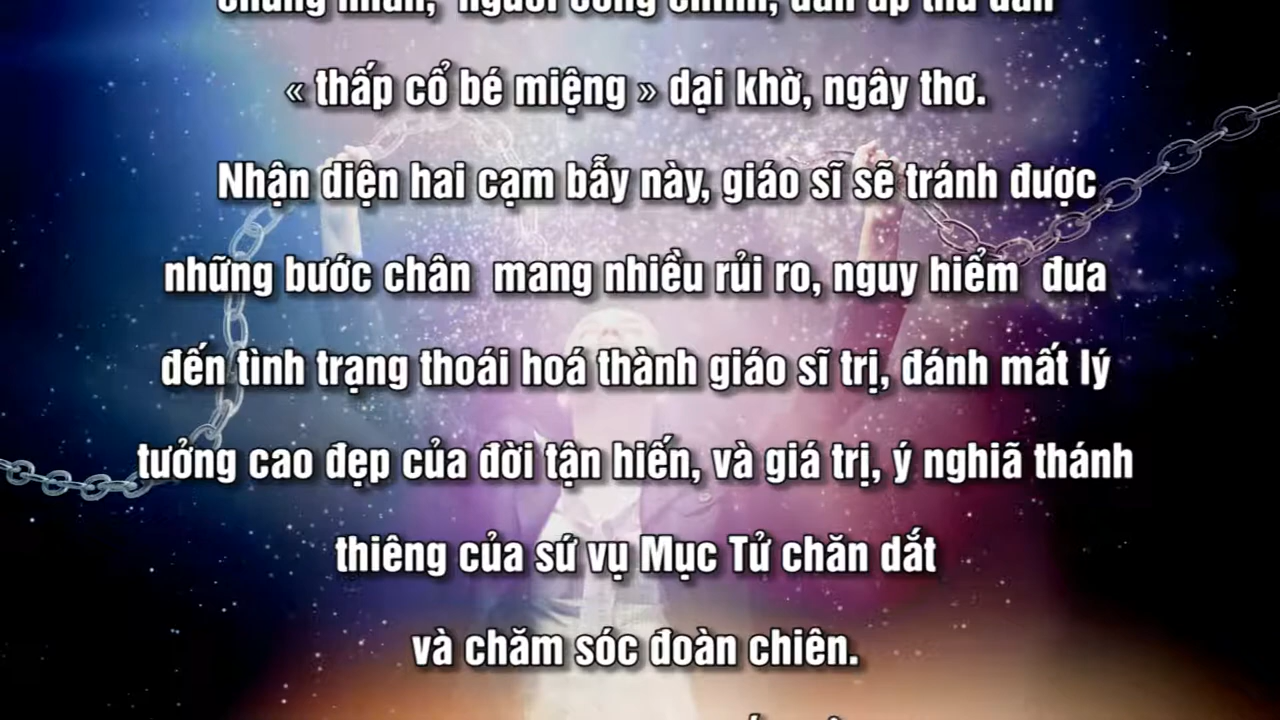 « thấp cổ bé miệng » dại khờ, ngây thơ.
Nhận diện hai cạm bẫy này, giáo sĩ sẽ tránh được
những bước chân mang nhiều rủi ro, nguy hiểm đưa
đến tình trạng thoái hoá thành giáo sĩ trị, đánh mất lý
tưởng cao đẹp của đời tận hiến, và giá trị, ý nghiã thánh
thiêng của sứ vụ Mục Tử chăn dắt
và chăm sóc đoàn chiên.